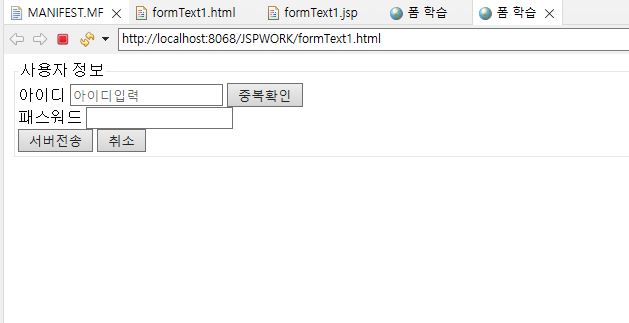 MANIFEST.MF formText1.html formText1.jsp 폼 학습 폼 학습
http://localhost:8068/JSPWORK/formText1.html
사용자 정보
아이디 아이디입력 중복확인
패스워드
서버전송 취소